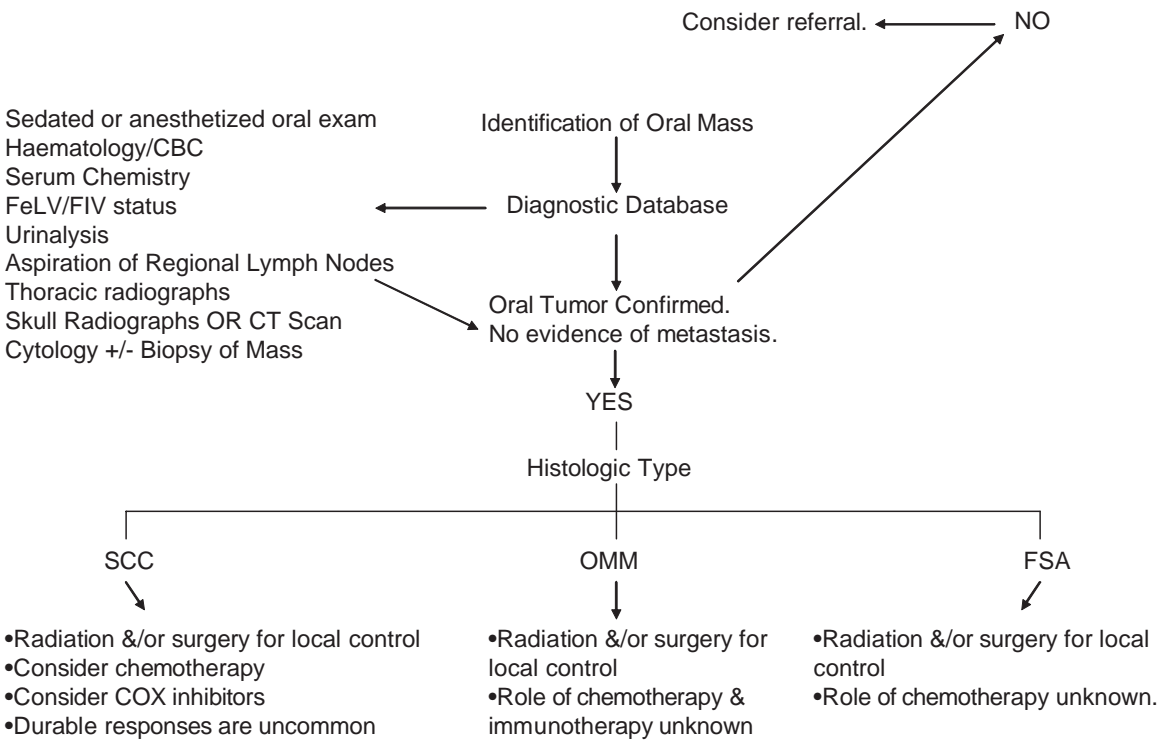 Consider referral.
NO
Sedated or anesthetized oral exam
Haematology/CBC
Serum Chemistry
FeLV/FIV status
Urinalysis
Aspiration of Regional Lymph Nodes
Thoracic radiographs
Skull Radiographs OR CT Scan
Cytology +/- Biopsy of Mass
Identification of Oral Mass
Diagnostic Database
Oral Tumor Confirmed.
No evidence of metastasis.
YES
Histologic Type
SCC
•Radiation &/or surgery for local control
•Consider chemotherapy
•Consider COX inhibitors
•Durable responses are uncommon
OMM
•Radiation &/or surgery for
local control
•Role of chemotherapy &
immunotherapy unknown
FSA
•Radiation &/or surgery for local
control
•Role of chemotherapy unknown.